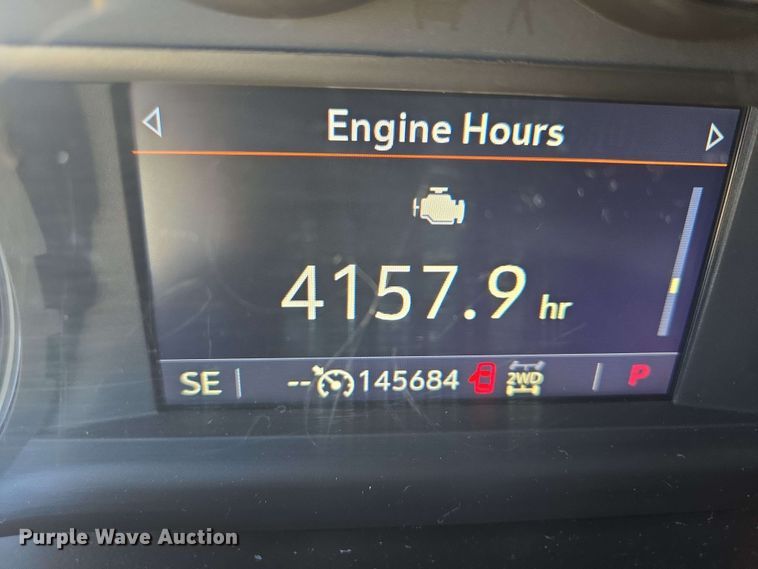 Engine Hours
4157.9 hr
SE -- 145684 2WD P
Purple Wave Auction